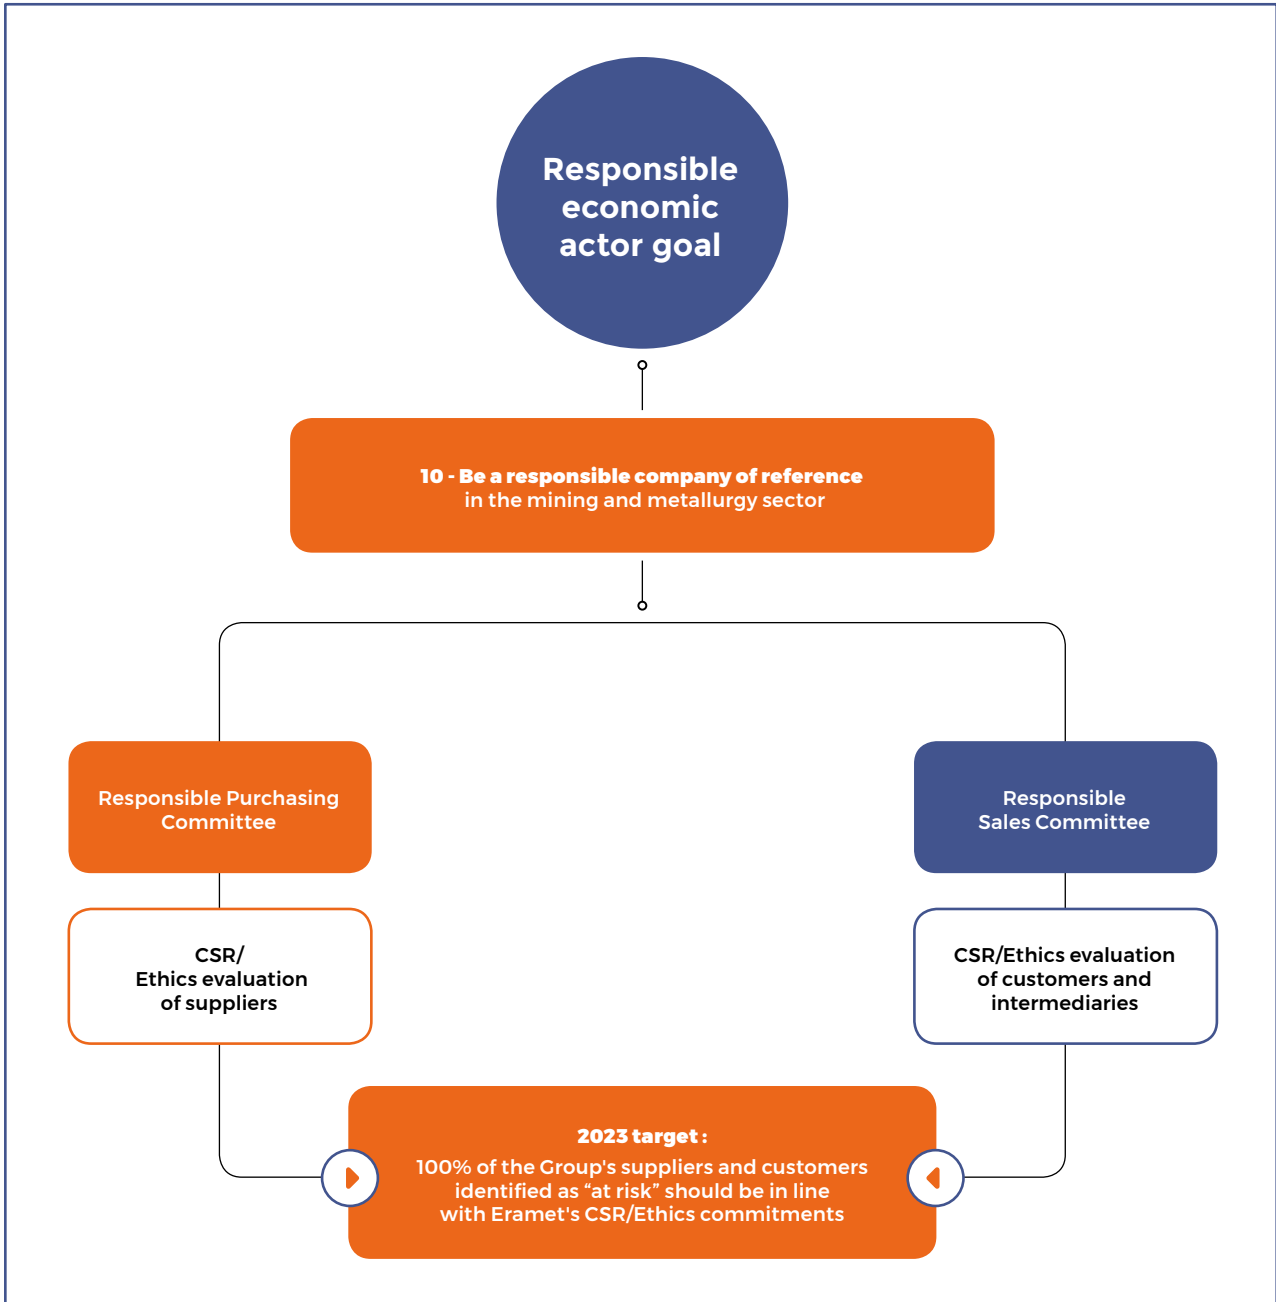 Responsible
economic
actor goal
10 - Be a responsible company of reference
in the mining and metallurgy sector
Responsible Purchasing
Committee
Responsible
Sales Committee
CSR/
Ethics evaluation
of suppliers
CSR/Ethics evaluation
of customers and
intermediaries
2023 target :
100% of the Group's suppliers and customers
identified as “at risk” should be in line
with Eramet's CSR/Ethics commitments